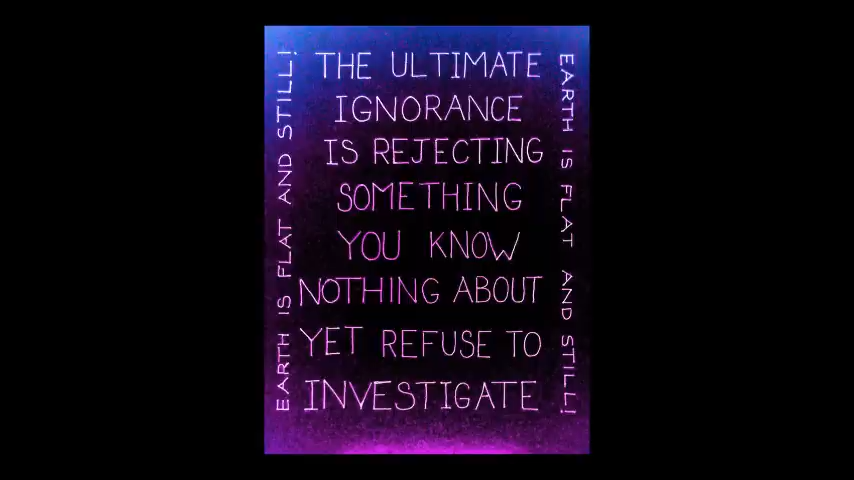 THE ULTIMATE
IGNORANCE
IS REJECTING
SOMETHING
YOU KNOW
NOTHING ABOUT
YET REFUSE TO
INVESTIGATE
EARTH IS FLAT AND STILL!
EARTH IS FLAT AND STILL!